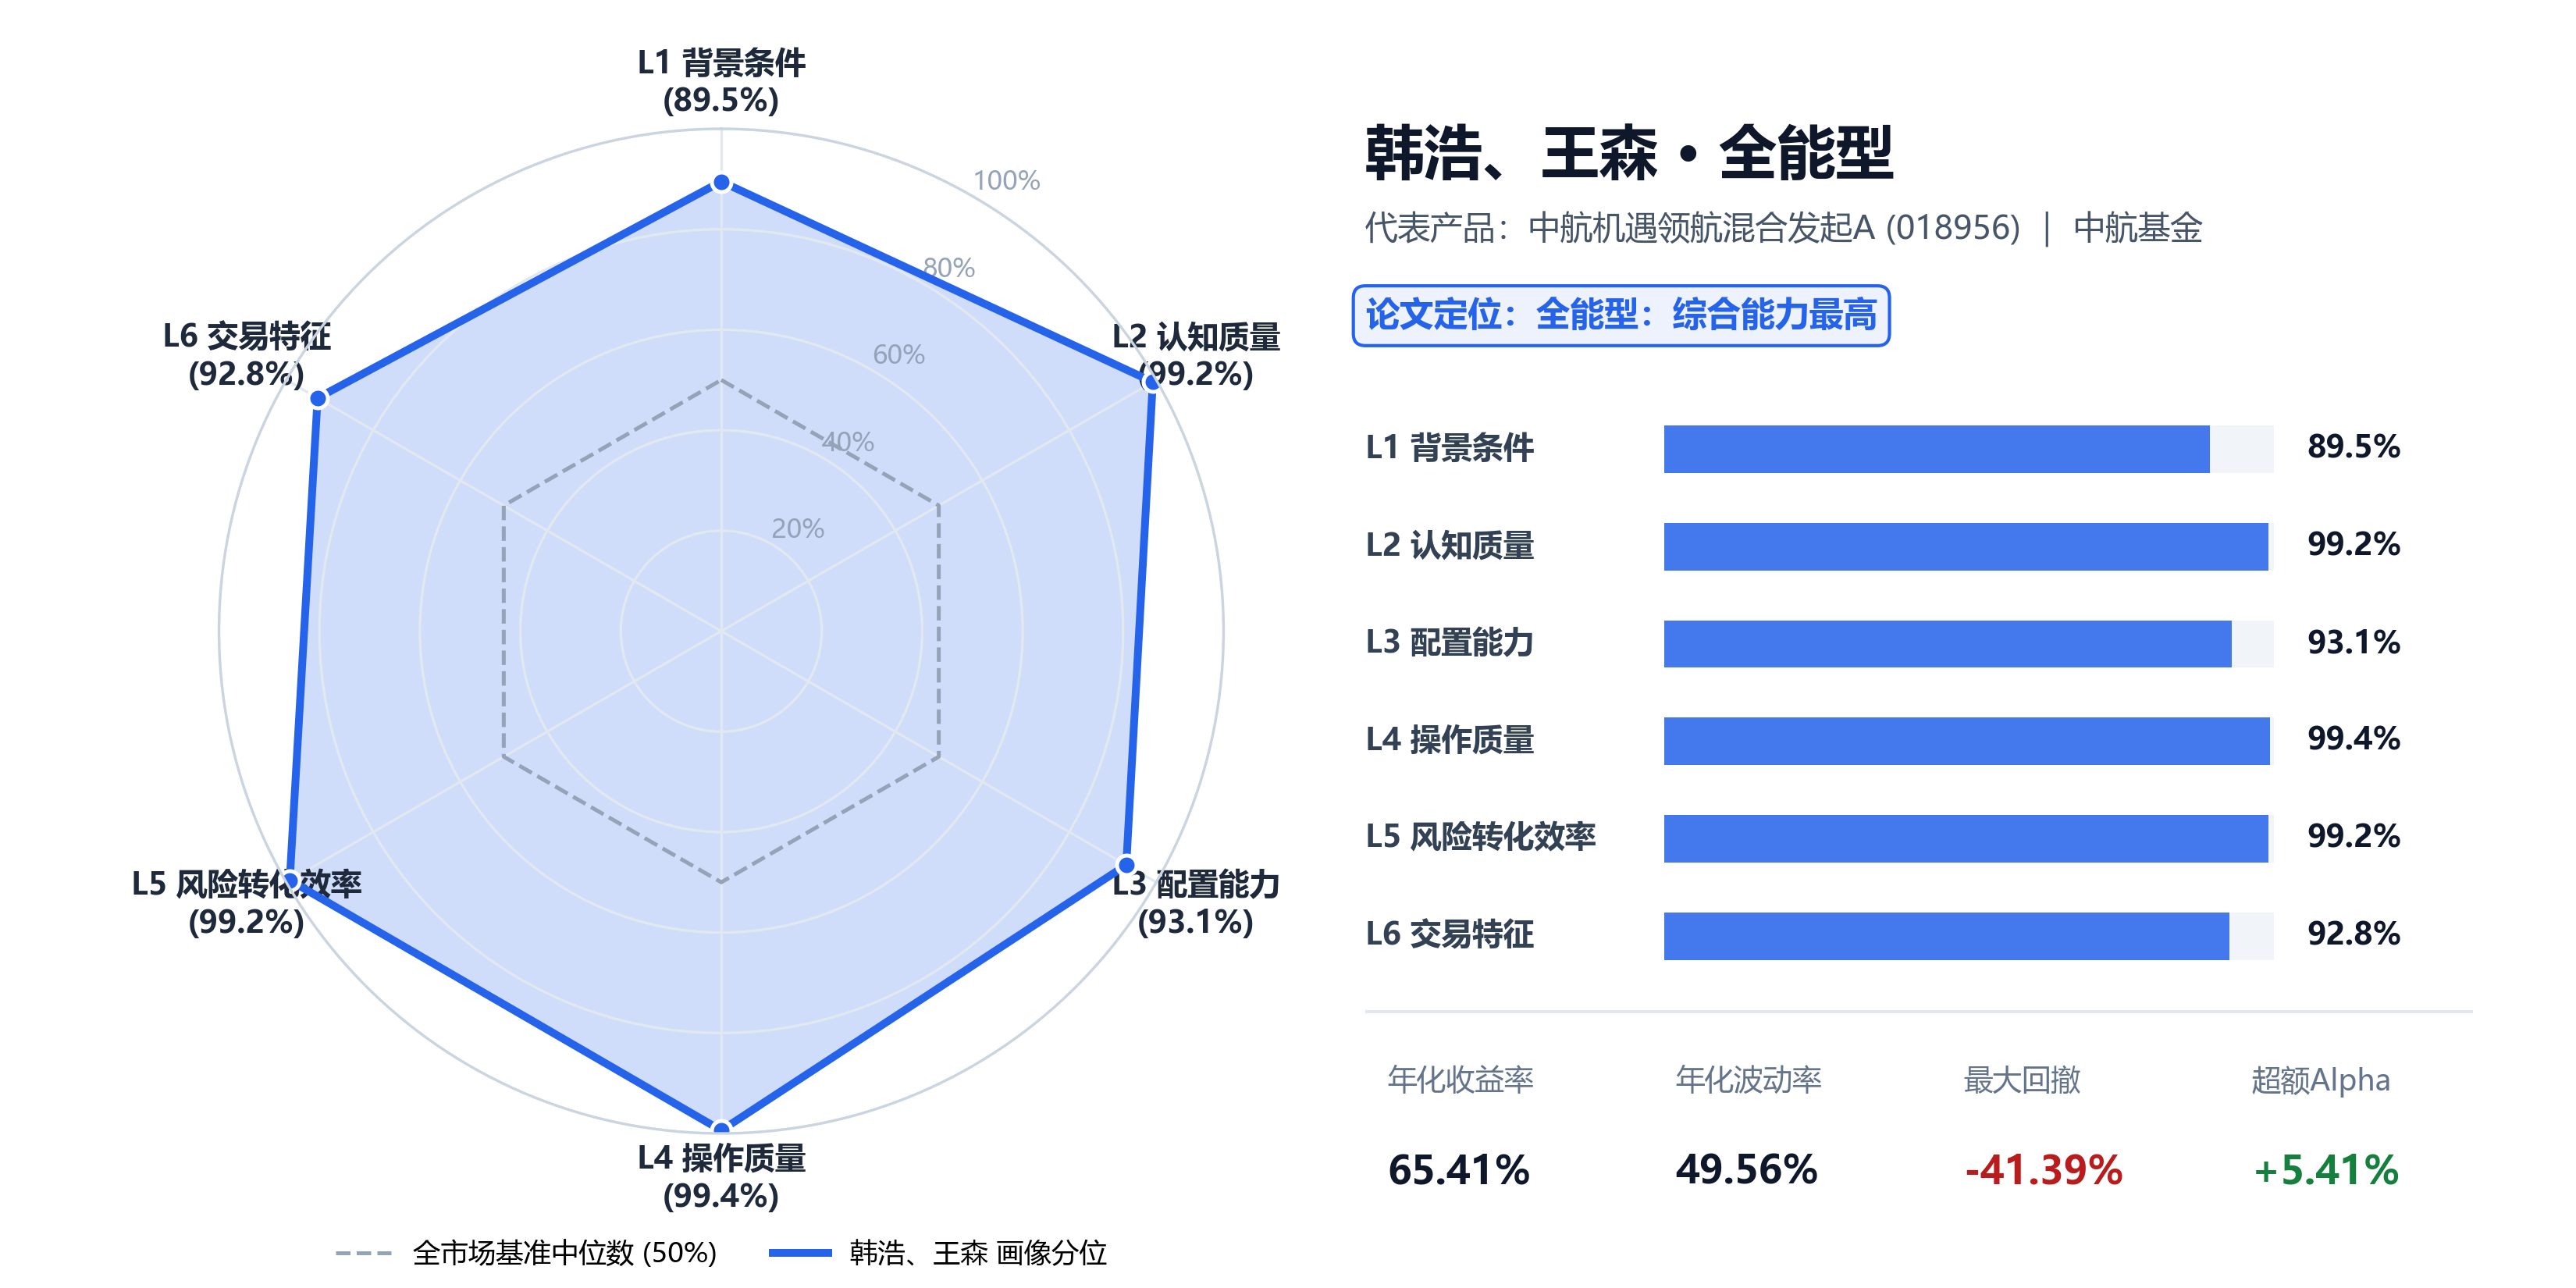 L1 背景条件
(89.5%)
100%
80%
L6 交易特征
(92.8%)
L2 认知质量
(99.2%)
60%
40%
20%
L5 风险转化效率
(99.2%)
L3 配置能力
(93.1%)
L4 操作质量
(99.4%)
全市场基准中位数 (50%)
韩浩、王森 画像分位
韩浩、王森 • 全能型
代表产品：中航机遇领航混合发起A (018956) | 中航基金
论文定位：全能型：综合能力最高
L1 背景条件 89.5%
L2 认知质量 99.2%
L3 配置能力 93.1%
L4 操作质量 99.4%
L5 风险转化效率 99.2%
L6 交易特征 92.8%
年化收益率 年化波动率 最大回撤 超额Alpha
65.41% 49.56% -41.39% +5.41%